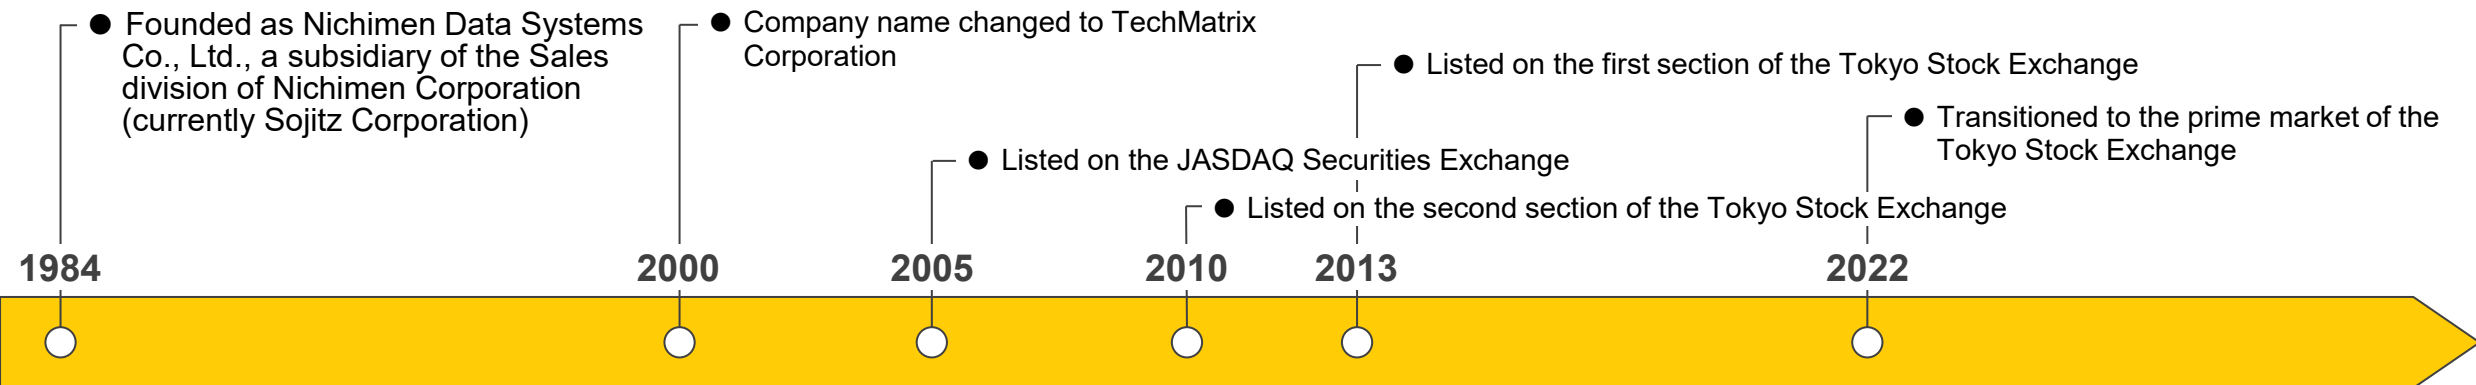 ● Founded as Nichimen Data Systems
Co., Ltd., a subsidiary of the Sales
division of Nichimen Corporation
(currently Sojitz Corporation)
● Company name changed to TechMatrix
Corporation
● Listed on the first section of the Tokyo Stock Exchange
● Transitioned to the prime market of the
Tokyo Stock Exchange
● Listed on the JASDAQ Securities Exchange
● Listed on the second section of the Tokyo Stock Exchange
1984 2000 2005 2010 2013 2022